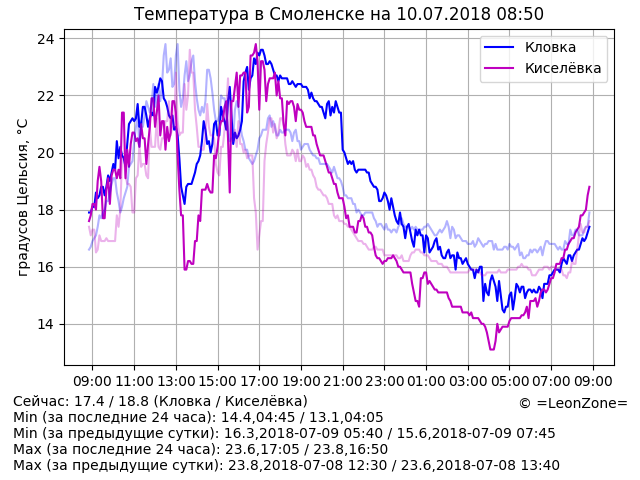 Температура в Смоленске на 10.07.2018 08:50
Кловка
Киселёвка
градусов Цельсия, °C
24
22
20
18
16
14
09:00 11:00 13:00 15:00 17:00 19:00 21:00 23:00 01:00 03:00 05:00 07:00 09:00
Сейчас: 17.4 / 18.8 (Кловка / Киселёвка)
© =LeonZone=
Min (за последние 24 часа): 14.4,04:45 / 13.1,04:05
Min (за предыдущие сутки): 16.3,2018-07-09 05:40 / 15.6,2018-07-09 07:45
Max (за последние 24 часа): 23.6,17:05 / 23.8,16:50
Max (за предыдущие сутки): 23.8,2018-07-08 12:30 / 23.6,2018-07-08 13:40